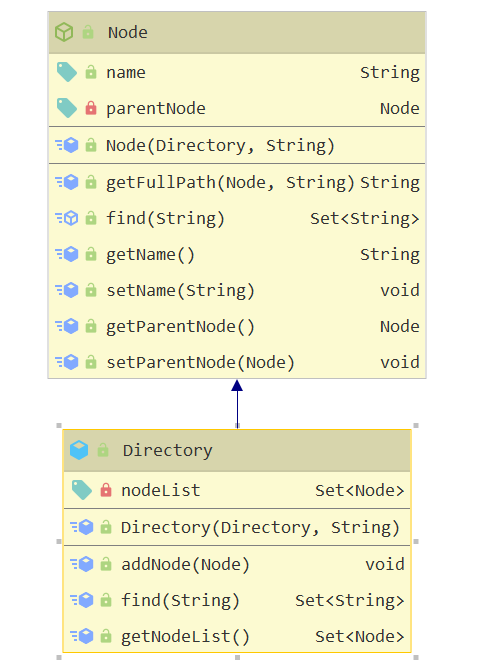 Node
name String
parentNode Node
Node(Directory, String)
getFullPath(Node, String) String
find(String) Set<String>
getName() String
setName(String) void
getParentNode() Node
setParentNode(Node) void
Directory
nodeList Set<Node>
Directory(Directory, String)
addNode(Node) void
find(String) Set<String>
getNodeList() Set<Node>